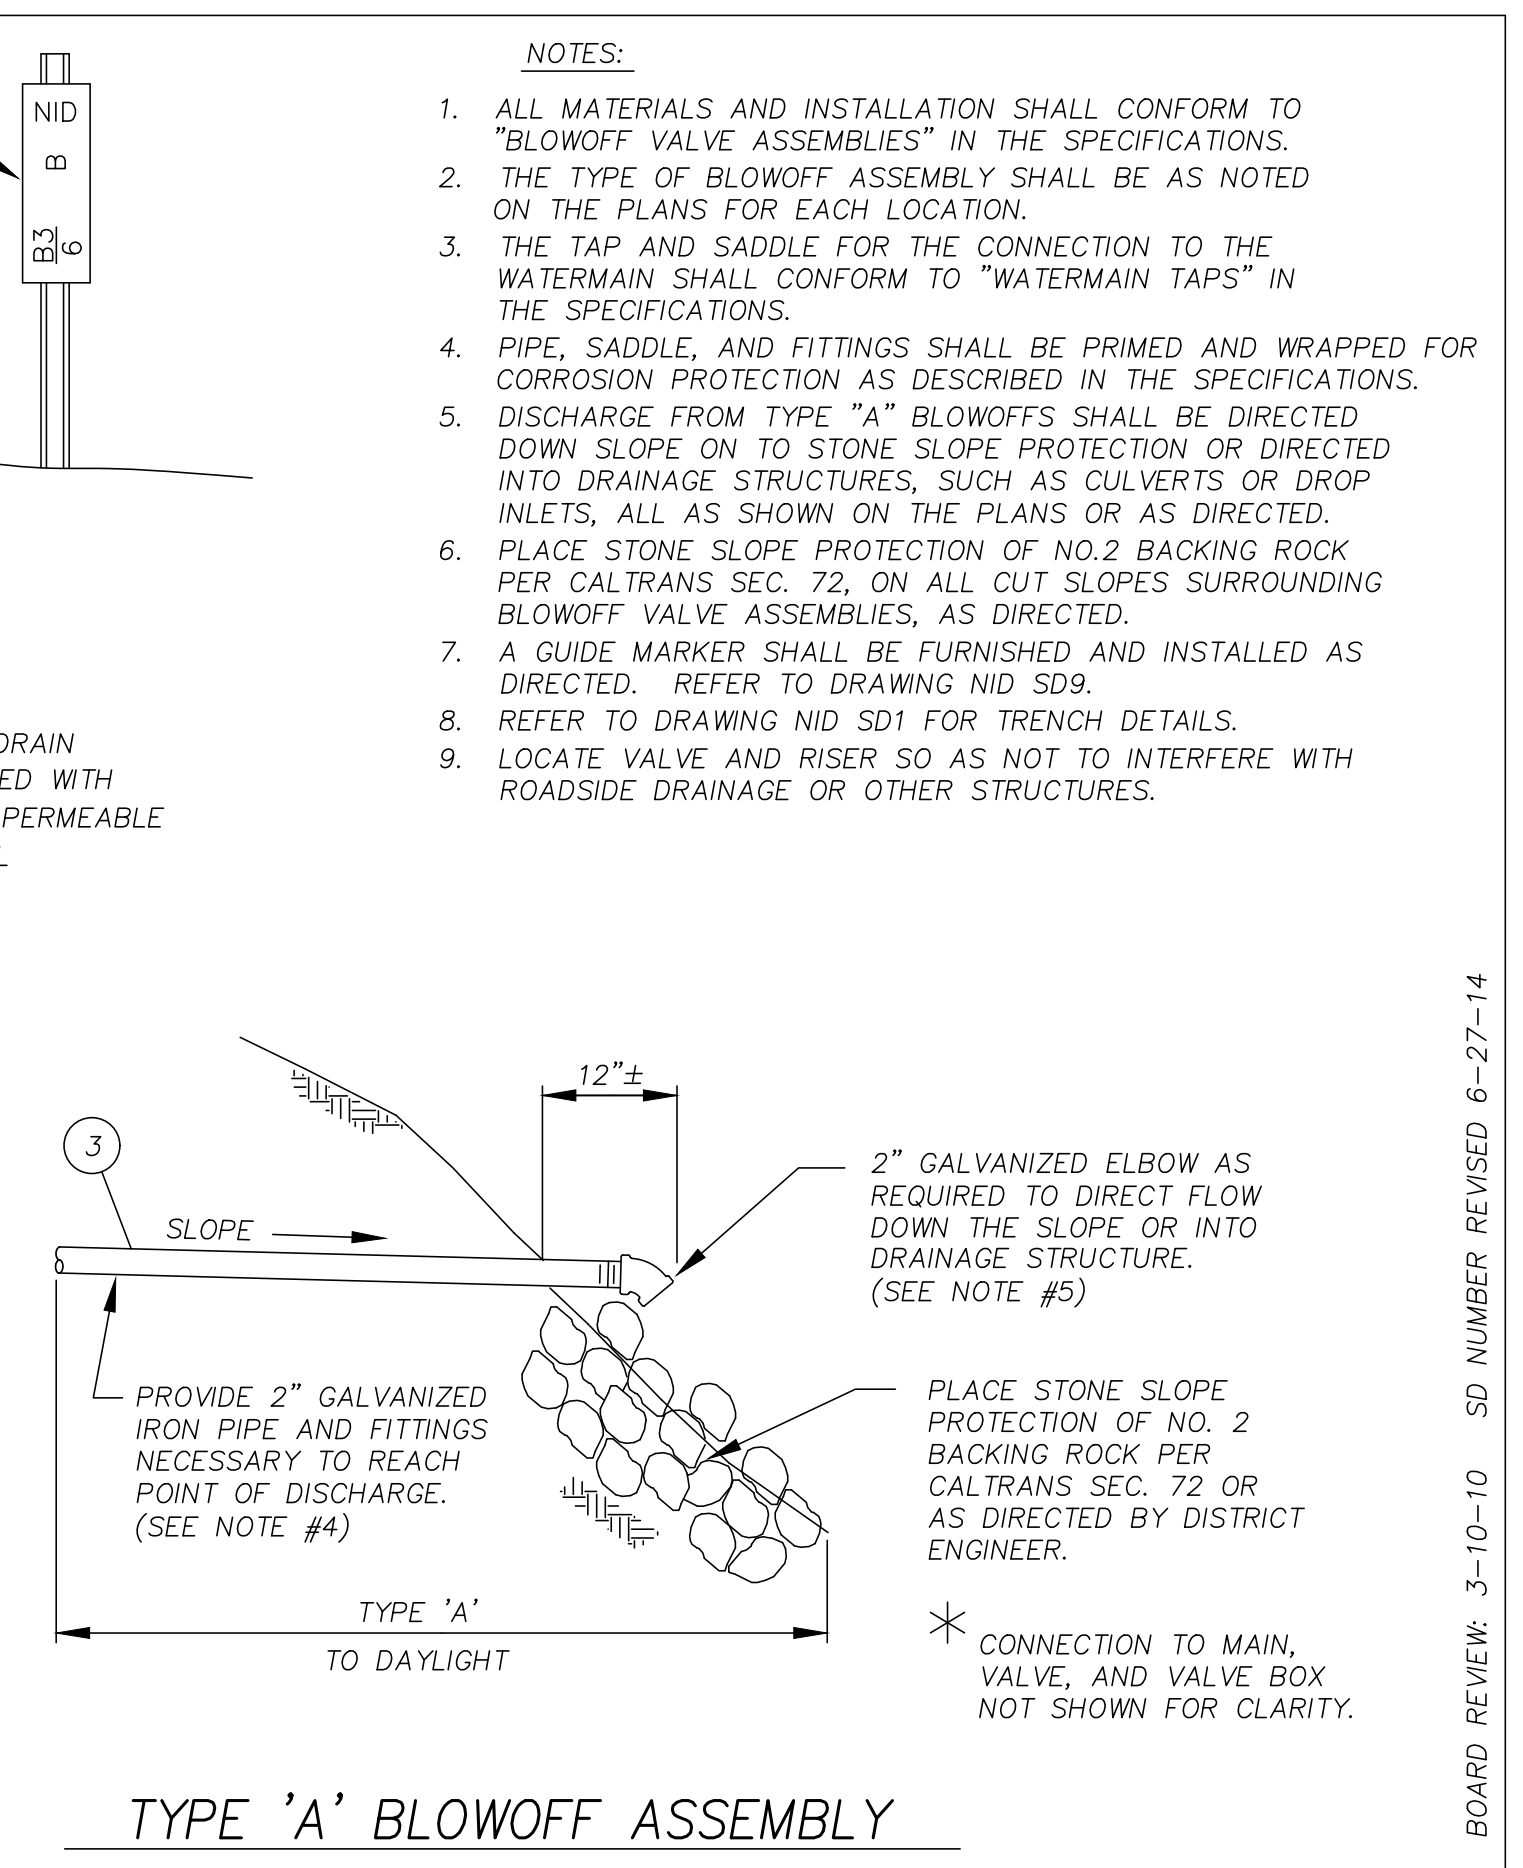 NOTES:
1. ALL MATERIALS AND INSTALLATION SHALL CONFORM TO
"BLOWOFF VALVE ASSEMBLIES" IN THE SPECIFICATIONS.
2. THE TYPE OF BLOWOFF ASSEMBLY SHALL BE AS NOTED
ON THE PLANS FOR EACH LOCATION.
3. THE TAP AND SADDLE FOR THE CONNECTION TO THE
WATERMAIN SHALL CONFORM TO "WATERMAIN TAPS" IN
THE SPECIFICATIONS.
4. PIPE, SADDLE, AND FITTINGS SHALL BE PRIMED AND WRAPPED FOR
CORROSION PROTECTION AS DESCRIBED IN THE SPECIFICATIONS.
5. DISCHARGE FROM TYPE "A" BLOWOFFS SHALL BE DIRECTED
DOWN SLOPE ON TO STONE SLOPE PROTECTION OR DIRECTED
INTO DRAINAGE STRUCTURES, SUCH AS CULVERTS OR DROP
INLETS, ALL AS SHOWN ON THE PLANS OR AS DIRECTED.
6. PLACE STONE SLOPE PROTECTION OF NO.2 BACKING ROCK
PER CALTRANS SEC. 72, ON ALL CUT SLOPES SURROUNDING
BLOWOFF VALVE ASSEMBLIES, AS DIRECTED.
7. A GUIDE MARKER SHALL BE FURNISHED AND INSTALLED AS
DIRECTED. REFER TO DRAWING NID SD9.
8. REFER TO DRAWING NID SD1 FOR TRENCH DETAILS.
9. LOCATE VALVE AND RISER SO AS NOT TO INTERFERE WITH
ROADSIDE DRAINAGE OR OTHER STRUCTURES.
NID
B
B3
6
DRAIN
ED WITH
PERMEABLE
12"±
3
SLOPE
2" GALVANIZED ELBOW AS
REQUIRED TO DIRECT FLOW
DOWN THE SLOPE OR INTO
DRAINAGE STRUCTURE.
(SEE NOTE #5)
PROVIDE 2" GALVANIZED
IRON PIPE AND FITTINGS
NECESSARY TO REACH
POINT OF DISCHARGE.
(SEE NOTE #4)
PLACE STONE SLOPE
PROTECTION OF NO. 2
BACKING ROCK PER
CALTRANS SEC. 72 OR
AS DIRECTED BY DISTRICT
ENGINEER.
TYPE 'A'
TO DAYLIGHT
* CONNECTION TO MAIN,
VALVE, AND VALVE BOX
NOT SHOWN FOR CLARITY.
TYPE 'A' BLOWOFF ASSEMBLY
BOARD REVIEW: 3-10-10 SD NUMBER REVISED 6-27-14